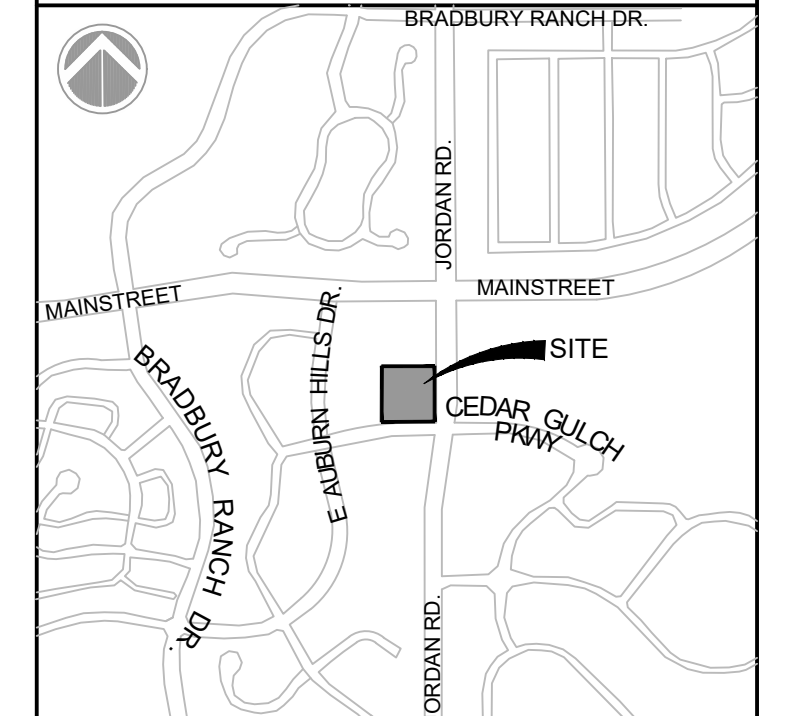 BRADBURY RANCH DR.
JORDAN RD.
MAINSTREET
MAINSTREET
E AUBURN HILLS DR.
SITE
BRADBURY RANCH DR.
CEDAR GULCH
PKWY
ORDAN RD.